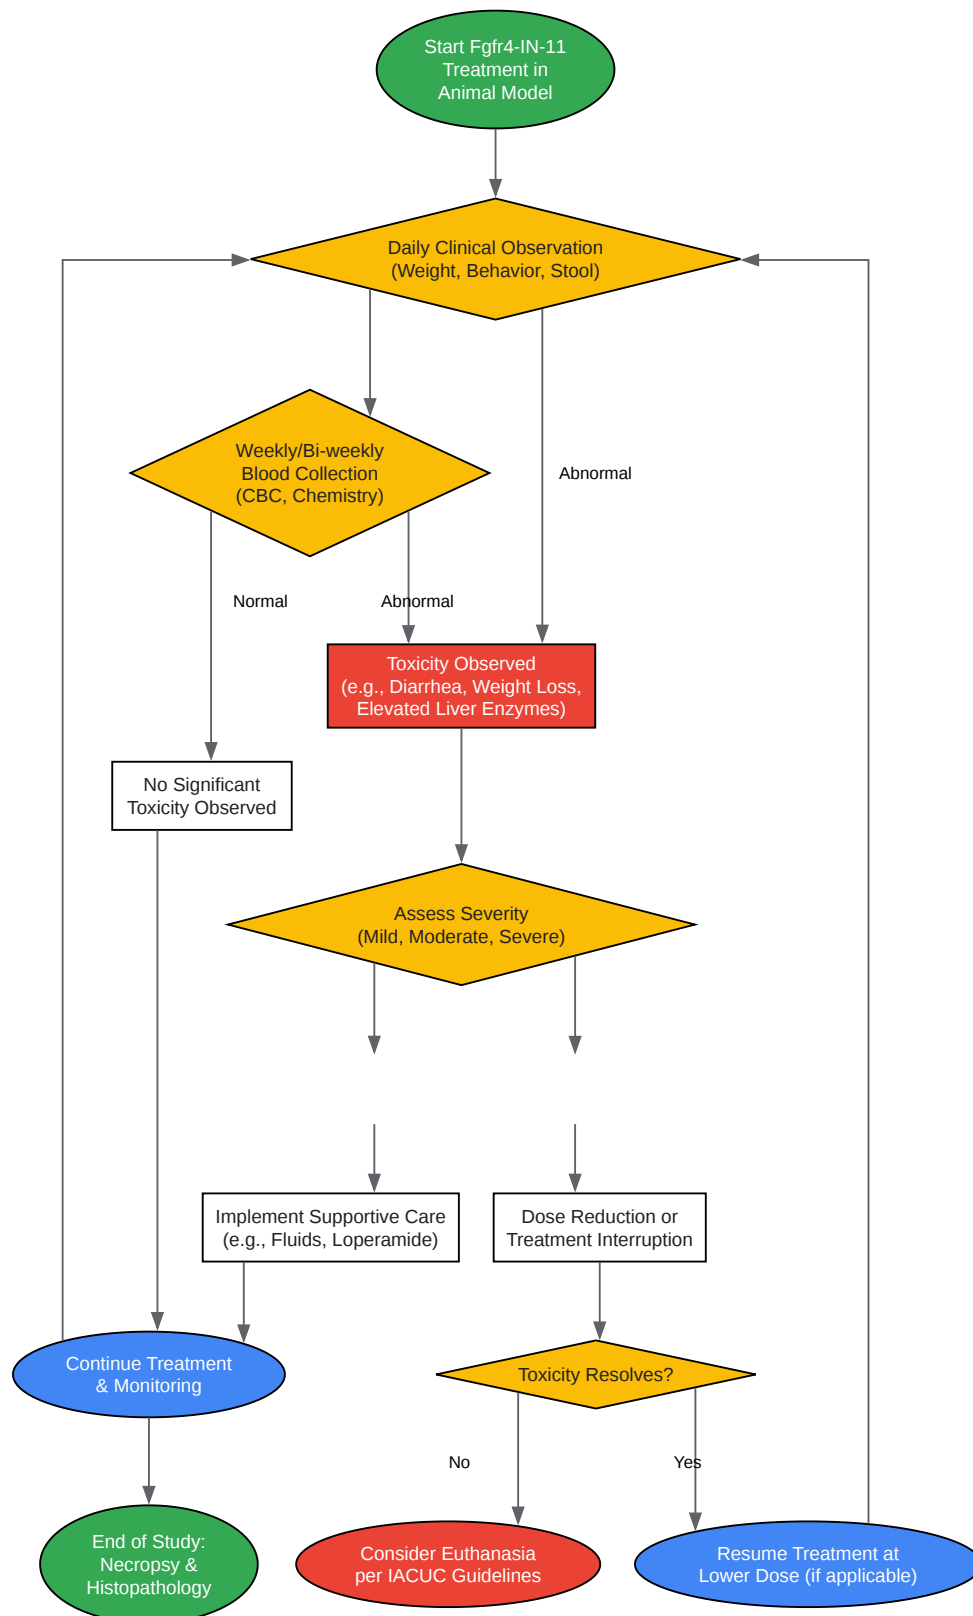 Start Fgfr4-IN-11
Treatment in
Animal Model
Daily Clinical Observation
(Weight, Behavior, Stool)
Weekly/Bi-weekly
Blood Collection
(CBC, Chemistry)
Abnormal
Normal
Abnormal
Toxicity Observed
(e.g., Diarrhea, Weight Loss,
Elevated Liver Enzymes)
No Significant
Toxicity Observed
Assess Severity
(Mild, Moderate, Severe)
Implement Supportive Care
(e.g., Fluids, Loperamide)
Dose Reduction or
Treatment Interruption
Continue Treatment
& Monitoring
Toxicity Resolves?
No
Yes
End of Study:
Necropsy &
Histopathology
Consider Euthanasia
per IACUC Guidelines
Resume Treatment at
Lower Dose (if applicable)